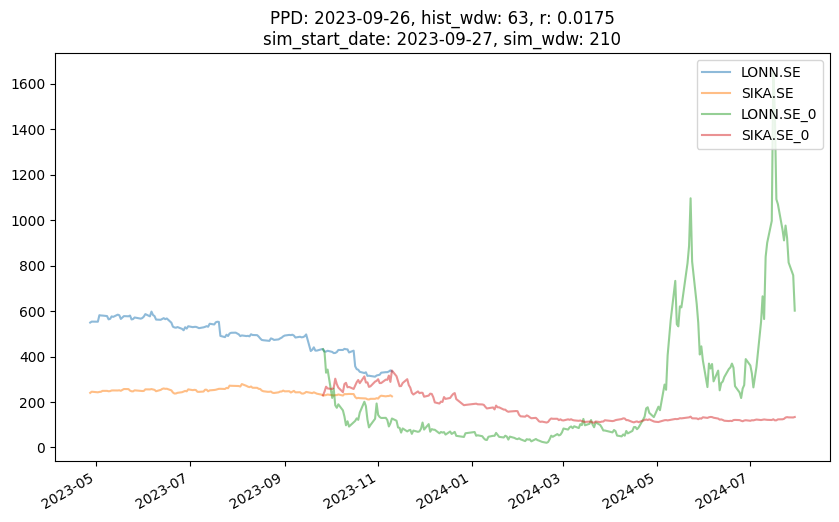 PPD: 2023-09-26, hist_wdw: 63, r: 0.0175
sim_start_date: 2023-09-27, sim_wdw: 210
LONN.SE
SIKA.SE
LONN.SE_0
SIKA.SE_0
1600
1400
1200
1000
800
600
400
200
0
2023-05
2023-07
2023-09
2023-11
2024-01
2024-03
2024-05
2024-07